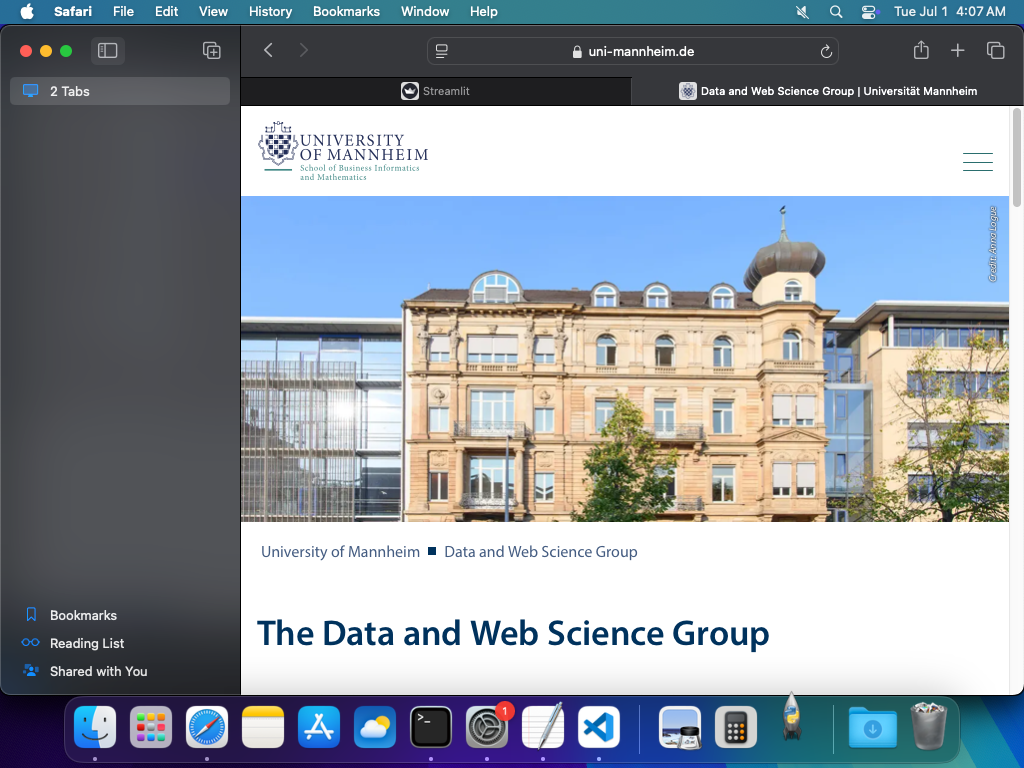 Safari File Edit View History Bookmarks Window Help Tue Jul 1 4:07 AM
uni-mannheim.de
2 Tabs
Streamlit
Data and Web Science Group | Universität Mannheim
UNIVERSITY
OF MANNHEIM
School of Business Informatics
and Mathematics
Credit: Anna Logue
University of Mannheim Data and Web Science Group
The Data and Web Science Group
Bookmarks
Reading List
Shared with You
1
>_